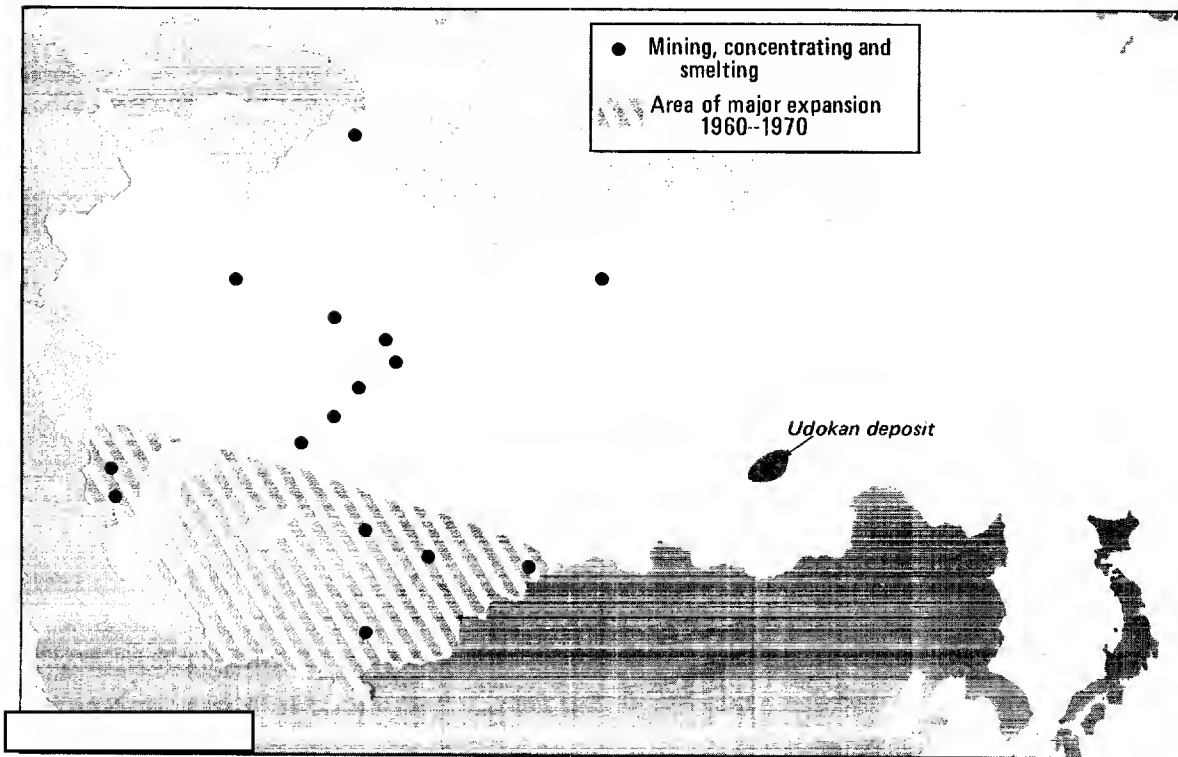 Mining, concentrating and
smelting
Area of major expansion
1960--1970
Udokan deposit